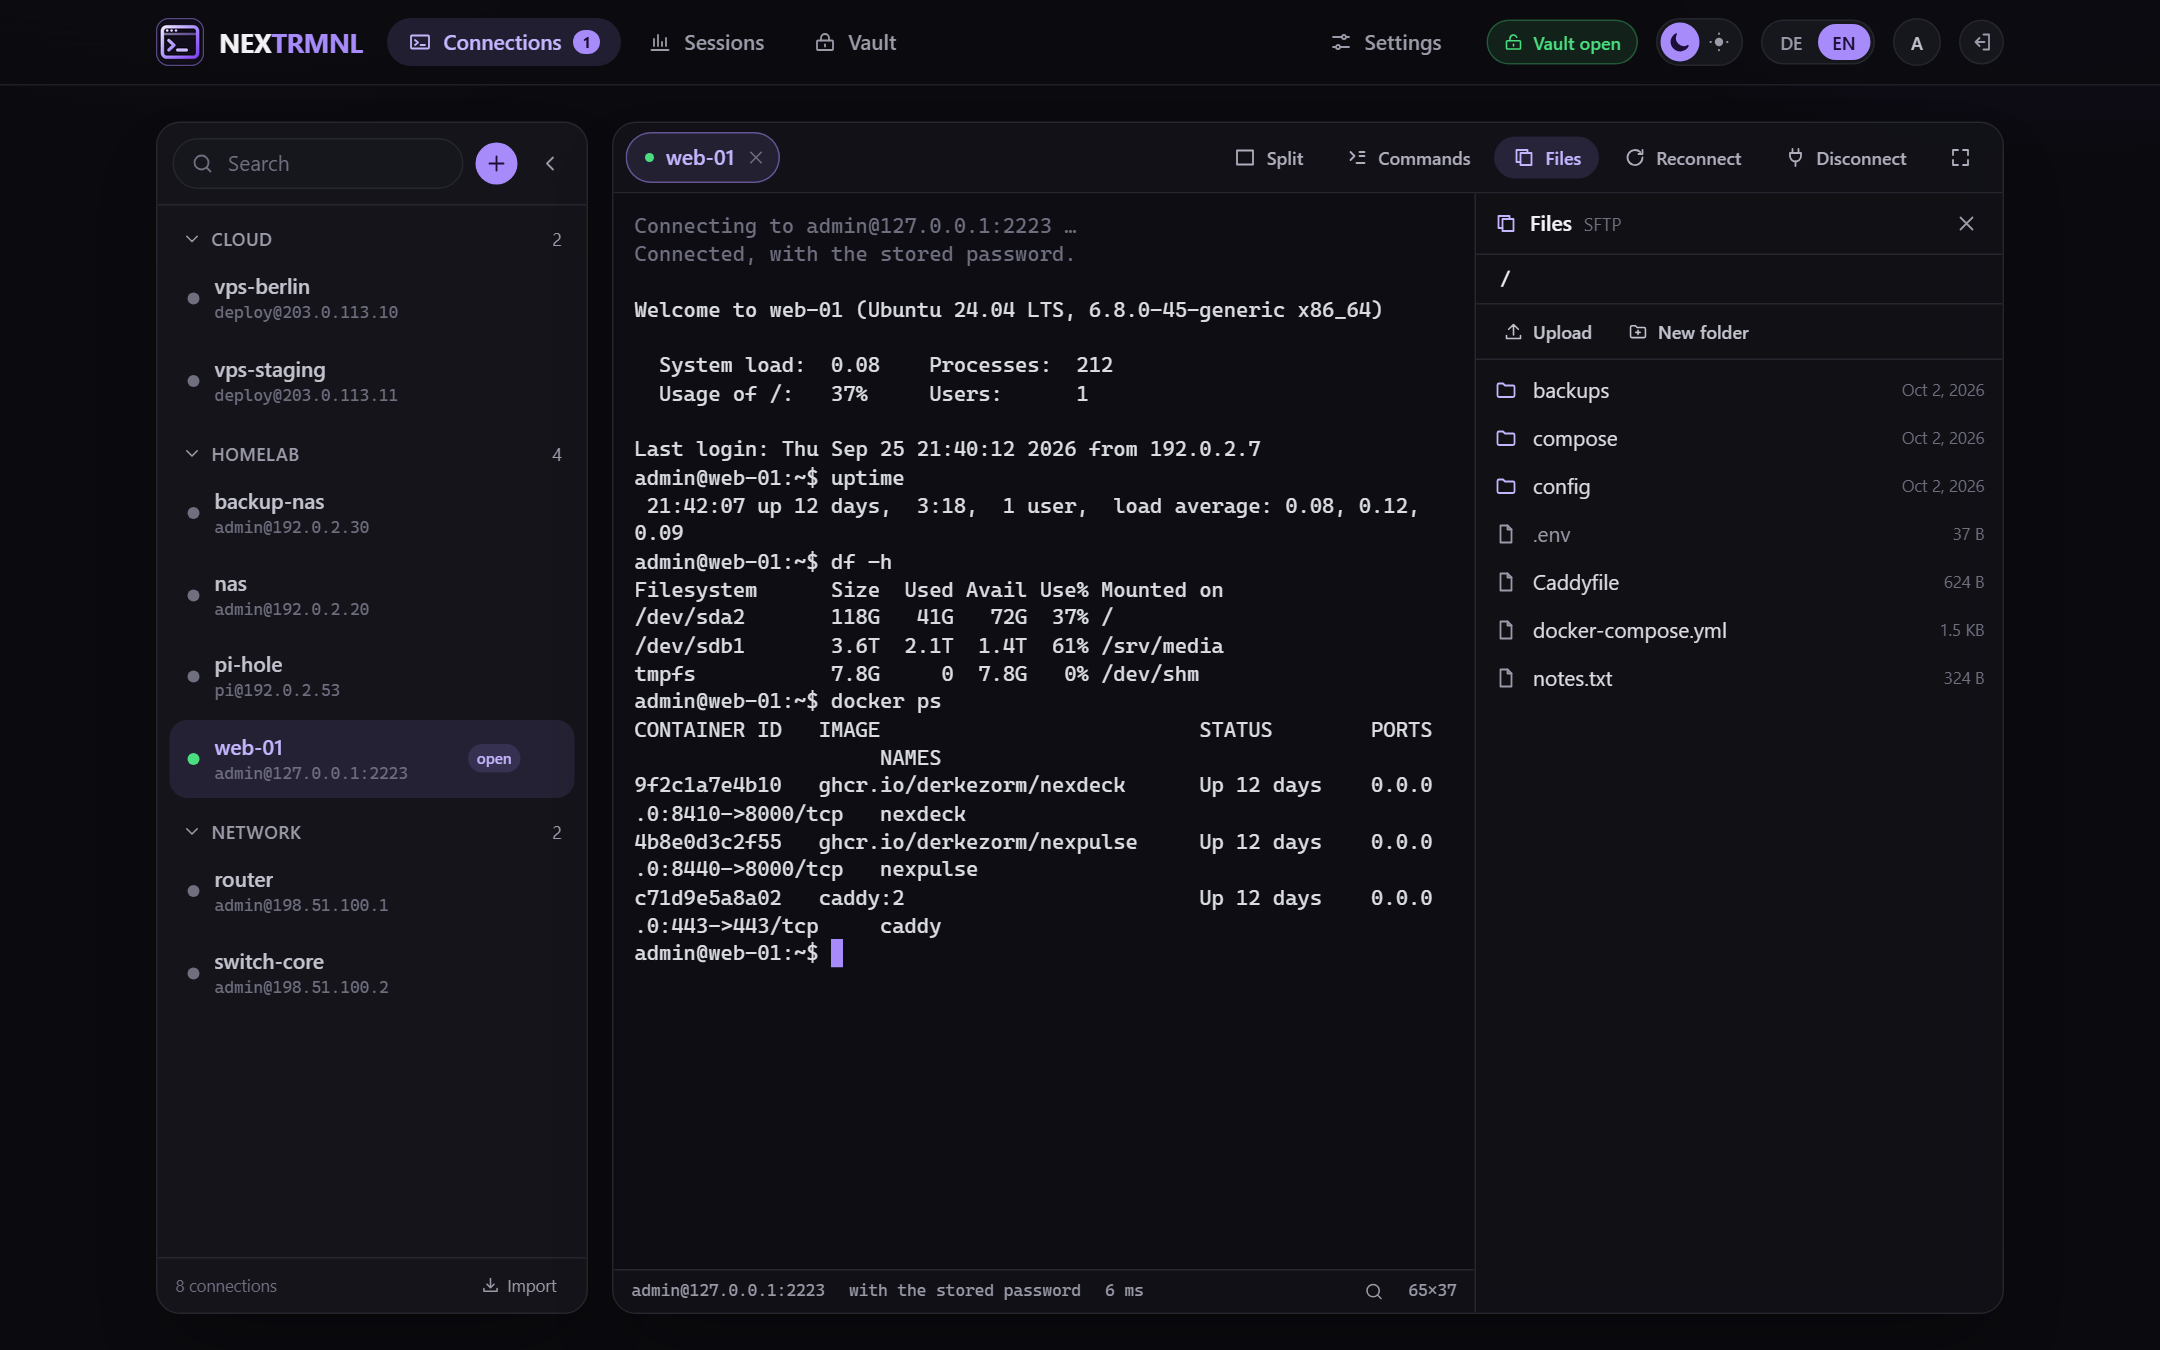 NEXTRMNL
Connections 1
Sessions
Vault
Settings
Vault open
DE EN
A
Search
CLOUD 2
vps-berlin
deploy@203.0.113.10
vps-staging
deploy@203.0.113.11
HOMELAB 4
backup-nas
admin@192.0.2.30
nas
admin@192.0.2.20
pi-hole
pi@192.0.2.53
web-01 open
admin@127.0.0.1:2223
NETWORK 2
router
admin@198.51.100.1
switch-core
admin@198.51.100.2
8 connections Import
web-01
Split
Commands
Files
Reconnect
Disconnect
Connecting to admin@127.0.0.1:2223 …
Connected, with the stored password.
Welcome to web-01 (Ubuntu 24.04 LTS, 6.8.0-45-generic x86_64)
System load: 0.08 Processes: 212
Usage of /: 37% Users: 1
Last login: Thu Sep 25 21:40:12 2026 from 192.0.2.7
admin@web-01:~$ uptime
21:42:07 up 12 days, 3:18, 1 user, load average: 0.08, 0.12,
0.09
admin@web-01:~$ df -h
Filesystem Size Used Avail Use% Mounted on
/dev/sda2 118G 41G 72G 37% /
/dev/sdb1 3.6T 2.1T 1.4T 61% /srv/media
tmpfs 7.8G 0 7.8G 0% /dev/shm
admin@web-01:~$ docker ps
CONTAINER ID IMAGE STATUS PORTS
NAMES
9f2c1a7e4b10 ghcr.io/derkezorm/nexdeck Up 12 days 0.0.0
.0:8410->8000/tcp nexdeck
4b8e0d3c2f55 ghcr.io/derkezorm/nexpulse Up 12 days 0.0.0
.0:8440->8000/tcp nexpulse
c71d9e5a8a02 caddy:2 Up 12 days 0.0.0
.0:443->443/tcp caddy
admin@web-01:~$
admin@127.0.0.1:2223 with the stored password 6 ms 65×37
Files SFTP
/
Upload New folder
backups Oct 2, 2026
compose Oct 2, 2026
config Oct 2, 2026
.env 37 B
Caddyfile 624 B
docker-compose.yml 1.5 KB
notes.txt 324 B